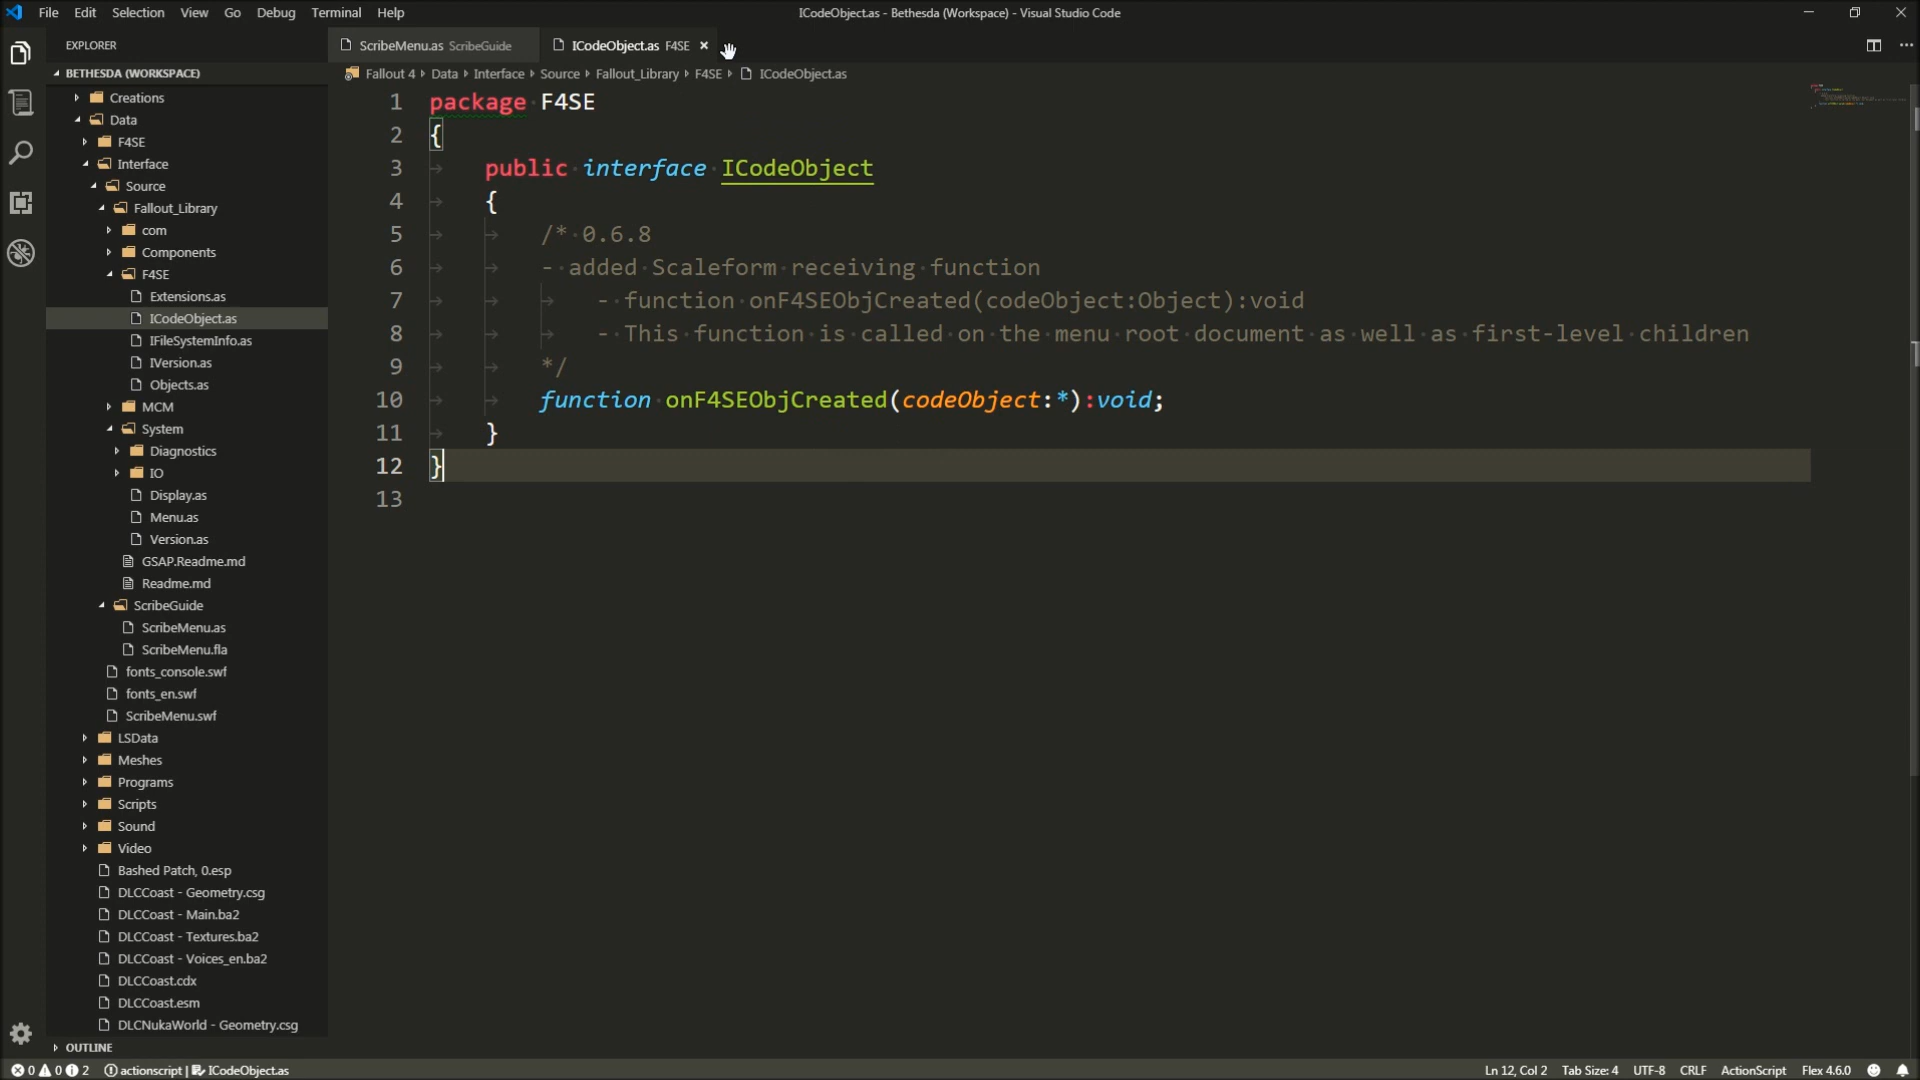 File Edit Selection View Go Debug Terminal Help
ICodeObject.as - Bethesda (Workspace) - Visual Studio Code
EXPLORER
ScribeMenu.as ScribeGuide
ICodeObject.as F4SE
BETHESDA (WORKSPACE)
Fallout 4 Data Interface Source Fallout_Library F4SE ICodeObject.as
Creations
Data
F4SE
Interface
Source
Fallout_Library
com
Components
F4SE
Extensions.as
ICodeObject.as
IFileSystemInfo.as
IVersion.as
Objects.as
MCM
System
Diagnostics
IO
Display.as
Menu.as
Version.as
GSAP.Readme.md
Readme.md
ScribeGuide
ScribeMenu.as
ScribeMenu.fla
fonts_console.swf
fonts_en.swf
ScribeMenu.swf
LSData
Meshes
Programs
Scripts
Sound
Video
Bashed Patch, 0.esp
DLCCoast - Geometry.csg
DLCCoast - Main.ba2
DLCCoast - Textures.ba2
DLCCoast - Voices_en.ba2
DLCCoast.cdx
DLCCoast.esm
DLCNukaWorld - Geometry.csg
OUTLINE
1 package F4SE
2 {
3 public interface ICodeObject
4 {
5 /* 0.6.8
6 - added Scaleform receiving function
7 - function onF4SEObjCreated(codeObject:Object):void
8 - This function is called on the menu root document as well as first-level children
9 */
10 function onF4SEObjCreated(codeObject:*):void;
11 }
12 }
13
0 0 2 actionscript | ICodeObject.as
Ln 12, Col 2 Tab Size: 4 UTF-8 CRLF ActionScript Flex 4.6.0